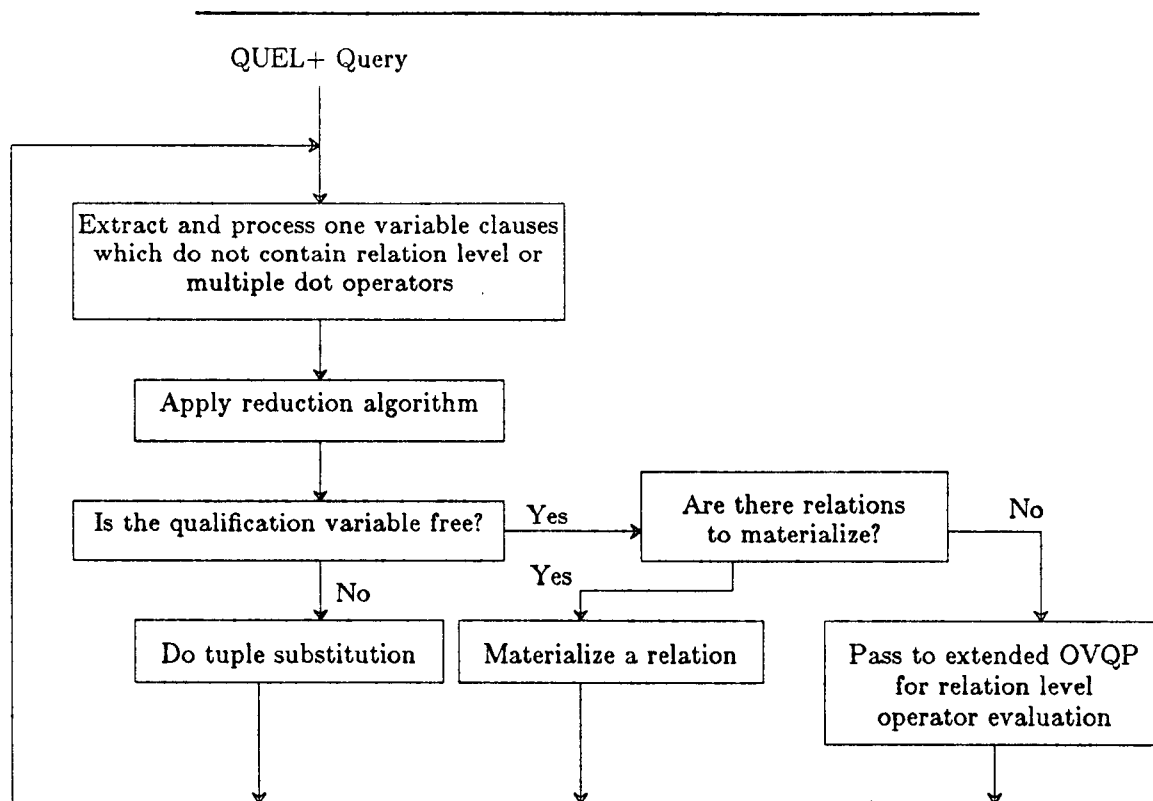 QUEL+ Query
Extract and process one variable clauses
which do not contain relation level or
multiple dot operators
Apply reduction algorithm
Is the qualification variable free?
Yes
Are there relations
to materialize?
No
Yes
No
Do tuple substitution
Materialize a relation
Pass to extended OVQP
for relation level
operator evaluation